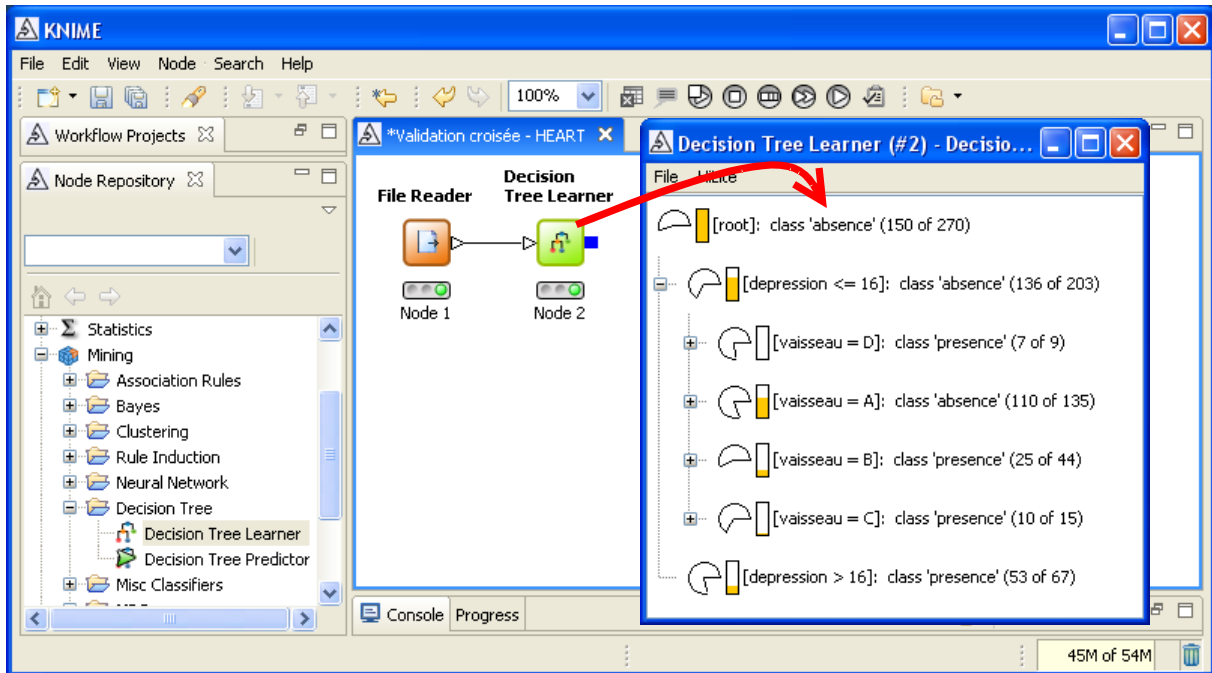 KNIME
File Edit View Node Search Help
100%
Workflow Projects
*Validation croisée - HEART
Node Repository
File Reader
Decision
Tree Learner
Node 1
Node 2
Statistics
Mining
Association Rules
Bayes
Clustering
Rule Induction
Neural Network
Decision Tree
Decision Tree Learner
Decision Tree Predictor
Misc Classifiers
Decision Tree Learner (#2) - Decisio...
File HiLite
[root]: class 'absence' (150 of 270)
[depression <= 16]: class 'absence' (136 of 203)
[vaisseau = D]: class 'presence' (7 of 9)
[vaisseau = A]: class 'absence' (110 of 135)
[vaisseau = B]: class 'presence' (25 of 44)
[vaisseau = C]: class 'presence' (10 of 15)
[depression > 16]: class 'presence' (53 of 67)
Console Progress
45M of 54M